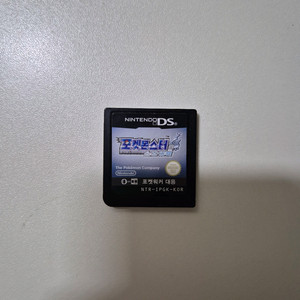 NINTENDO DS
포켓몬스터
The Pokémon Company
Nintendo
포켓워커 대응
NTR-IPGK-KOR